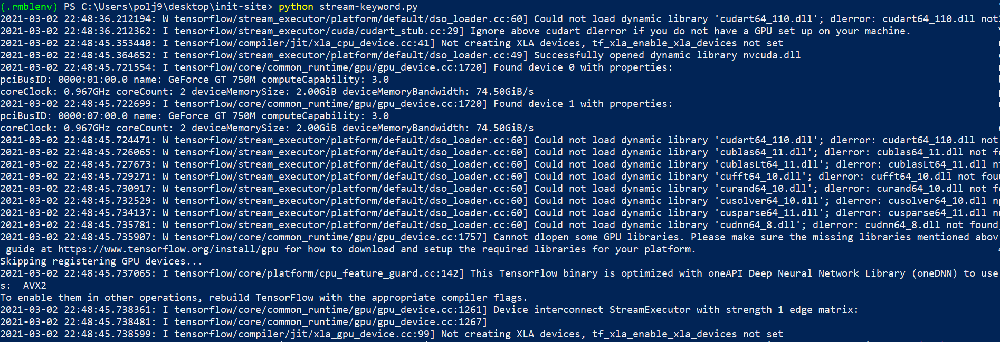 (.rmblenv) PS C:\Users\polj9\desktop\init-site> python stream-keyword.py
2021-03-02 22:48:36.212194: W tensorflow/stream_executor/platform/default/dso_loader.cc:60] Could not load dynamic library 'cudart64_110.dll'; dlerror: cudart64_110.dll not
2021-03-02 22:48:36.212362: I tensorflow/stream_executor/cuda/cudart_stub.cc:29] Ignore above cudart dlerror if you do not have a GPU set up on your machine.
2021-03-02 22:48:45.353440: I tensorflow/compiler/jit/xla_cpu_device.cc:41] Not creating XLA devices, tf_xla_enable_xla_devices not set
2021-03-02 22:48:45.364652: I tensorflow/stream_executor/platform/default/dso_loader.cc:49] Successfully opened dynamic library nvcuda.dll
2021-03-02 22:48:45.721554: I tensorflow/core/common_runtime/gpu/gpu_device.cc:1720] Found device 0 with properties:
pciBusID: 0000:01:00.0 name: GeForce GT 750M computeCapability: 3.0
coreClock: 0.967GHz coreCount: 2 deviceMemorySize: 2.00GiB deviceMemoryBandwidth: 74.50GiB/s
2021-03-02 22:48:45.722699: I tensorflow/core/common_runtime/gpu/gpu_device.cc:1720] Found device 1 with properties:
pciBusID: 0000:07:00.0 name: GeForce GT 750M computeCapability: 3.0
coreClock: 0.967GHz coreCount: 2 deviceMemorySize: 2.00GiB deviceMemoryBandwidth: 74.50GiB/s
2021-03-02 22:48:45.724471: W tensorflow/stream_executor/platform/default/dso_loader.cc:60] Could not load dynamic library 'cudart64_110.dll'; dlerror: cudart64_110.dll not
2021-03-02 22:48:45.726065: W tensorflow/stream_executor/platform/default/dso_loader.cc:60] Could not load dynamic library 'cublas64_11.dll'; dlerror: cublas64_11.dll not
2021-03-02 22:48:45.727673: W tensorflow/stream_executor/platform/default/dso_loader.cc:60] Could not load dynamic library 'cublasLt64_11.dll'; dlerror: cublasLt64_11.dll
2021-03-02 22:48:45.729271: W tensorflow/stream_executor/platform/default/dso_loader.cc:60] Could not load dynamic library 'cufft64_10.dll'; dlerror: cufft64_10.dll not
2021-03-02 22:48:45.730917: W tensorflow/stream_executor/platform/default/dso_loader.cc:60] Could not load dynamic library 'curand64_10.dll'; dlerror: curand64_10.dll not
2021-03-02 22:48:45.732529: W tensorflow/stream_executor/platform/default/dso_loader.cc:60] Could not load dynamic library 'cusolver64_10.dll'; dlerror: cusolver64_10.dll
2021-03-02 22:48:45.734137: W tensorflow/stream_executor/platform/default/dso_loader.cc:60] Could not load dynamic library 'cusparse64_11.dll'; dlerror: cusparse64_11.dll
2021-03-02 22:48:45.735781: W tensorflow/stream_executor/platform/default/dso_loader.cc:60] Could not load dynamic library 'cudnn64_8.dll'; dlerror: cudnn64_8.dll not found
2021-03-02 22:48:45.735907: W tensorflow/core/common_runtime/gpu/gpu_device.cc:1757] Cannot dlopen some GPU libraries. Please make sure the missing libraries mentioned abov
guide at https://www.tensorflow.org/install/gpu for how to download and setup the required libraries for your platform.
Skipping registering GPU devices...
2021-03-02 22:48:45.737065: I tensorflow/core/platform/cpu_feature_guard.cc:142] This TensorFlow binary is optimized with oneAPI Deep Neural Network Library (oneDNN) to use
s:  AVX2
To enable them in other operations, rebuild TensorFlow with the appropriate compiler flags.
2021-03-02 22:48:45.738361: I tensorflow/core/common_runtime/gpu/gpu_device.cc:1261] Device interconnect StreamExecutor with strength 1 edge matrix:
2021-03-02 22:48:45.738481: I tensorflow/core/common_runtime/gpu/gpu_device.cc:1267]
2021-03-02 22:48:45.738599: I tensorflow/compiler/jit/xla_gpu_device.cc:99] Not creating XLA devices, tf_xla_enable_xla_devices not set